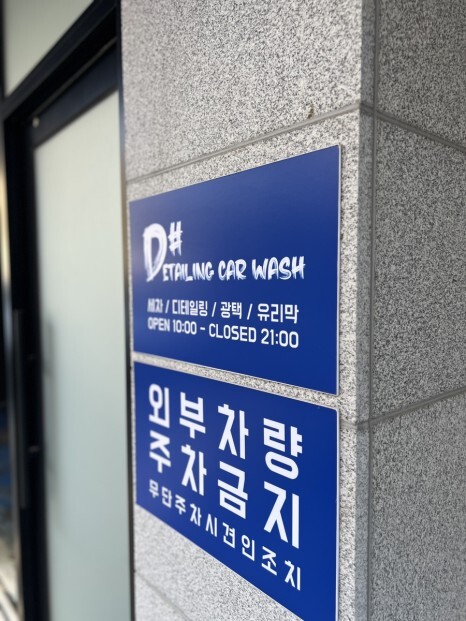 D#
ETAILING CAR WASH
세차 / 디테일링 / 광택 / 유리막
OPEN 10:00 - CLOSED 21:00
외부차량
주차금지
무단주차시견인조치